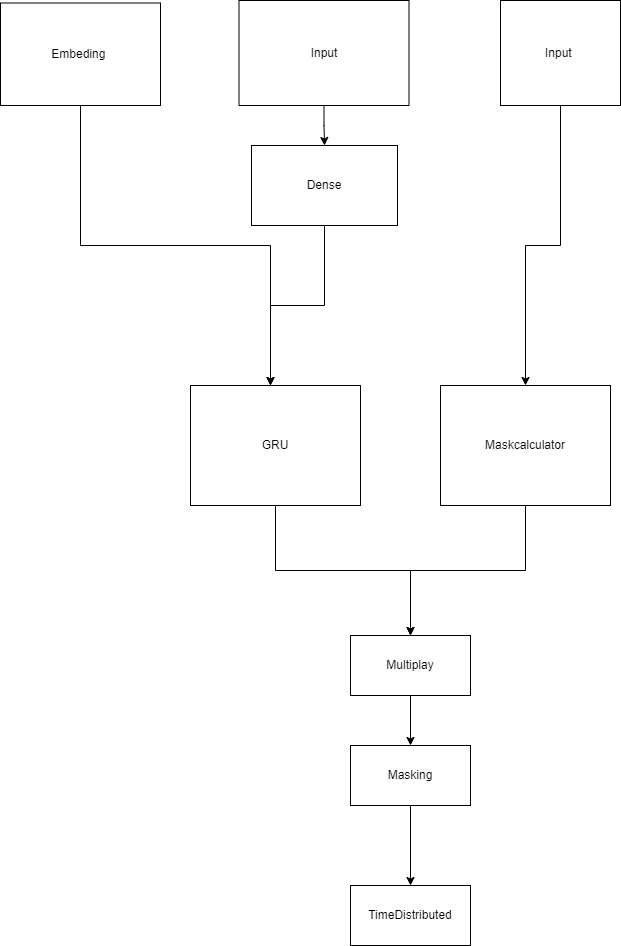 Embeding
Input
Input
Dense
GRU
Maskcalculator
Multiplay
Masking
TimeDistributed